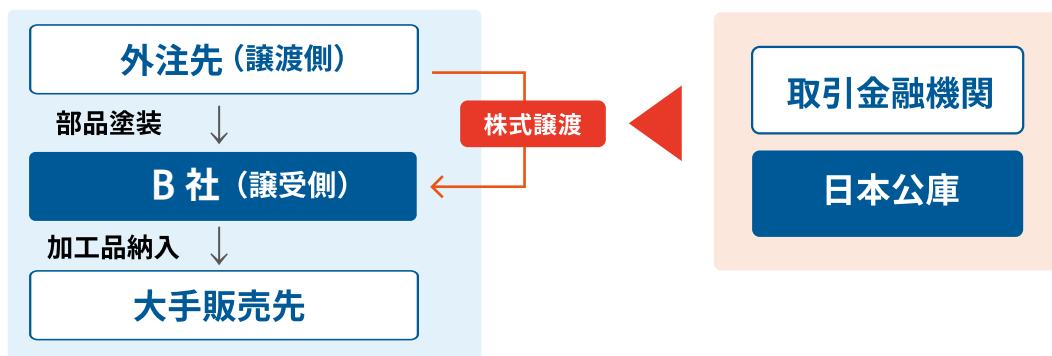 外注先（譲渡側）
部品塗装
株式譲渡
B 社（譲受側）
加工品納入
大手販売先
取引金融機関
日本公庫